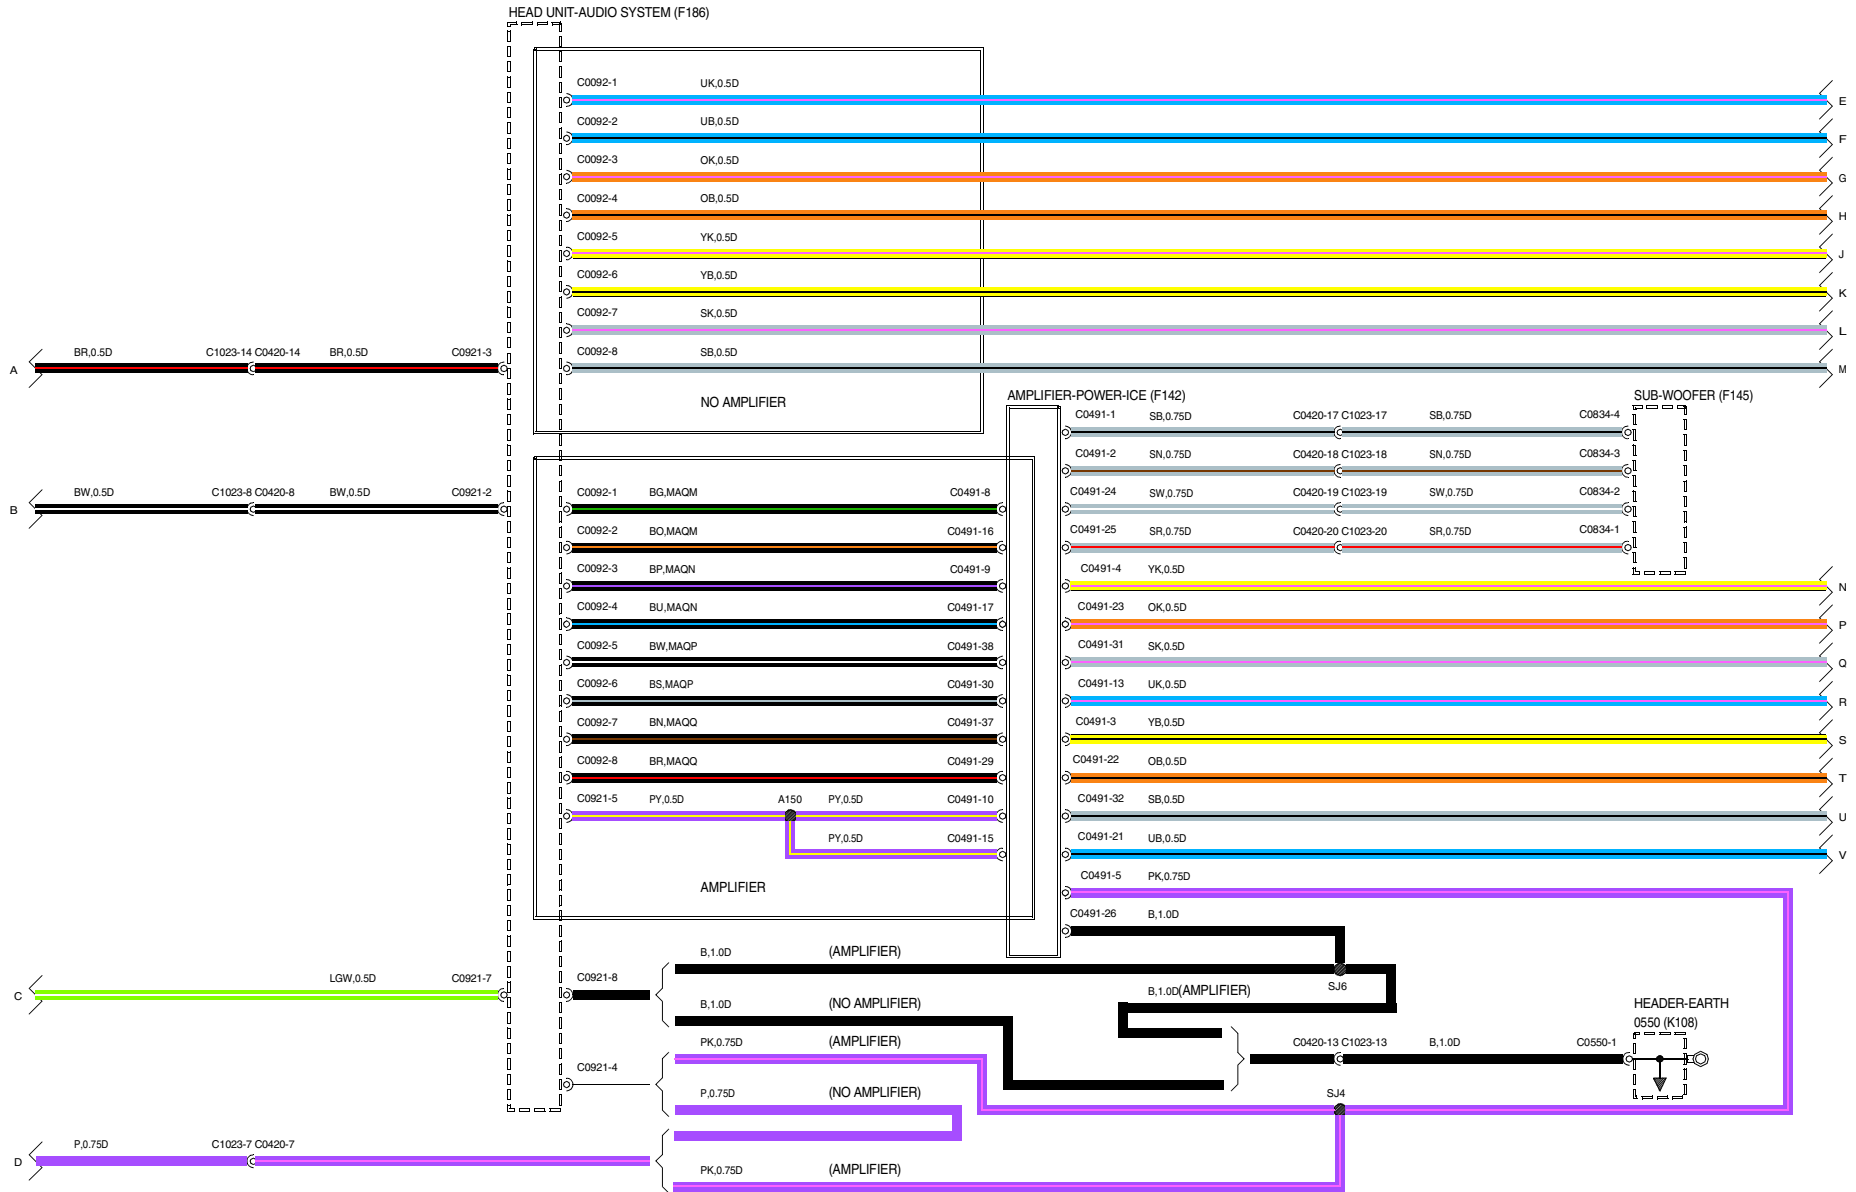 HEAD UNIT-AUDIO SYSTEM (F186)
C0092-1 UK,0.5D E
C0092-2 UB,0.5D F
C0092-3 OK,0.5D G
C0092-4 OB,0.5D H
C0092-5 YK,0.5D J
C0092-6 YB,0.5D K
C0092-7 SK,0.5D L
A BR,0.5D C1023-14 C0420-14 BR,0.5D C0921-3 C0092-8 SB,0.5D M
NO AMPLIFIER
AMPLIFIER-POWER-ICE (F142) SUB-WOOFER (F145)
C0491-1 SB,0.75D C0420-17 C1023-17 SB,0.75D C0834-4
C0491-2 SN,0.75D C0420-18 C1023-18 SN,0.75D C0834-3
B BW,0.5D C1023-8 C0420-8 BW,0.5D C0921-2 C0092-1 BG,MAQM C0491-8 C0491-24 SW,0.75D C0420-19 C1023-19 SW,0.75D C0834-2
C0092-2 BO,MAQM C0491-16 C0491-25 SR,0.75D C0420-20 C1023-20 SR,0.75D C0834-1
C0092-3 BP,MAQN C0491-9 C0491-4 YK,0.5D N
C0092-4 BU,MAQN C0491-17 C0491-23 OK,0.5D P
C0092-5 BW,MAQP C0491-38 C0491-31 SK,0.5D Q
C0092-6 BS,MAQP C0491-30 C0491-13 UK,0.5D R
C0092-7 BN,MAQQ C0491-37 C0491-3 YB,0.5D S
C0092-8 BR,MAQQ C0491-29 C0491-22 OB,0.5D T
C0921-5 PY,0.5D A150 PY,0.5D C0491-10 C0491-32 SB,0.5D U
PY,0.5D C0491-15 C0491-21 UB,0.5D V
AMPLIFIER C0491-5 PK,0.75D
C0491-26 B,1.0D
B,1.0D (AMPLIFIER)
C LGW,0.5D C0921-7 C0921-8 SJ6
B,1.0D (NO AMPLIFIER) B,1.0D(AMPLIFIER)
HEADER-EARTH
0550 (K108)
PK,0.75D (AMPLIFIER) C0420-13 C1023-13 B,1.0D C0550-1
C0921-4
P,0.75D (NO AMPLIFIER) SJ4
D P,0.75D C1023-7 C0420-7
PK,0.75D (AMPLIFIER)